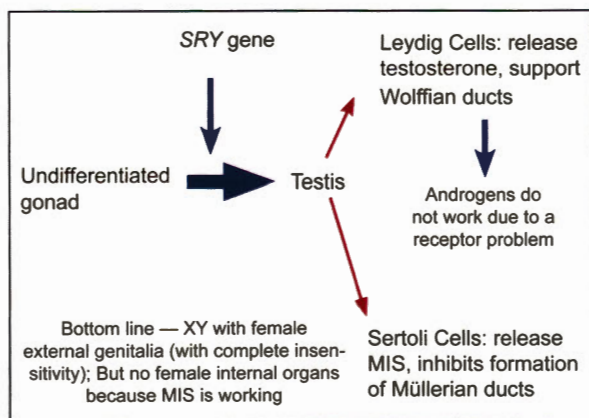 SRY gene
Leydig Cells: release
testosterone, support
Wolffian ducts
Undifferentiated
gonad
Testis
Androgens do
not work due to a
receptor problem
Bottom line — XY with female
external genitalia (with complete insen-
sitivity); But no female internal organs
because MIS is working
Sertoli Cells: release
MIS, inhibits formation
of Müllerian ducts